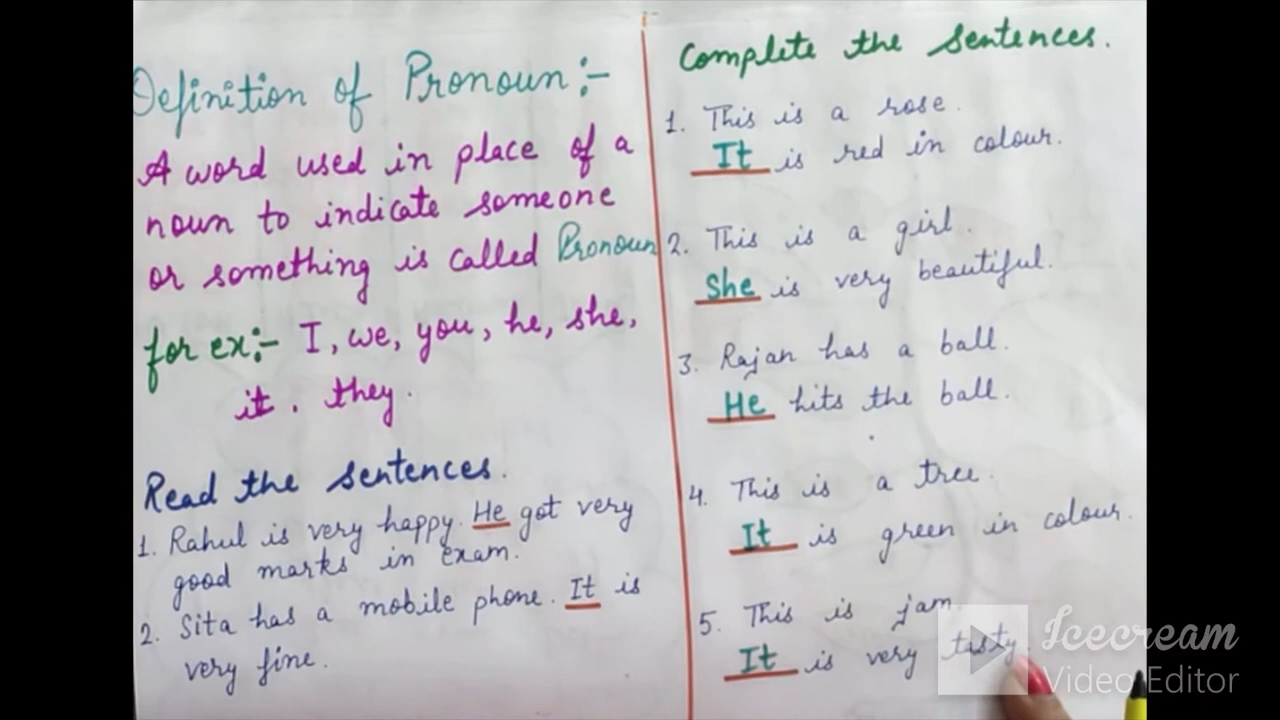 Definition of Pronoun:-
A word used in place of a
noun to indicate someone
or something is called Pronoun
for ex:- I, we, you, he, she,
it, they.
Read the sentences.
1. Rahul is very happy. He got very
good marks in exam.
2. Sita has a mobile phone. It is
very fine.
Complete the sentences.
1. This is a rose.
It is red in colour.
2. This is a girl.
She is very beautiful.
3. Rajan has a ball.
He hits the ball.
4. This is a tree.
It is green in colour.
5. This is jam.
It is very tasty.
Icecream
Video Editor